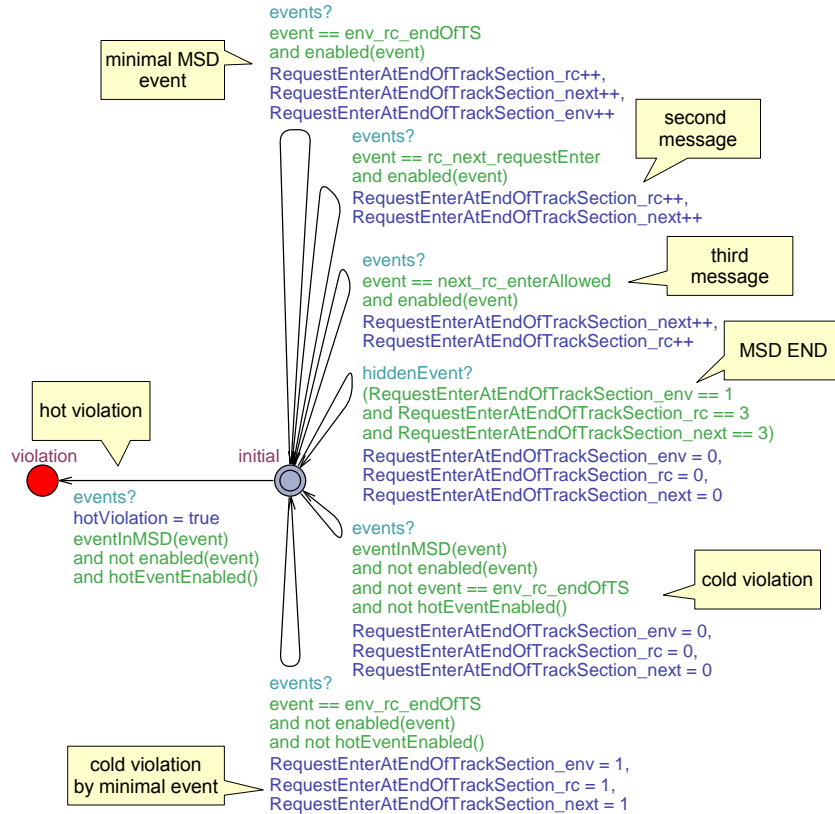 events?
event == env_rc_endOfTS
and enabled(event)
RequestEnterAtEndOfTrackSection_rc++,
RequestEnterAtEndOfTrackSection_next++,
RequestEnterAtEndOfTrackSection_env++
minimal MSD
event
events?
event == rc_next_requestEnter
and enabled(event)
RequestEnterAtEndOfTrackSection_rc++,
RequestEnterAtEndOfTrackSection_next++
second
message
events?
event == next_rc_enterAllowed
and enabled(event)
RequestEnterAtEndOfTrackSection_next++,
RequestEnterAtEndOfTrackSection_rc++
third
message
hiddenEvent?
(RequestEnterAtEndOfTrackSection_env == 1
and RequestEnterAtEndOfTrackSection_rc == 3
and RequestEnterAtEndOfTrackSection_next == 3)
RequestEnterAtEndOfTrackSection_env = 0,
RequestEnterAtEndOfTrackSection_rc = 0,
RequestEnterAtEndOfTrackSection_next = 0
MSD END
hot violation
violation
initial
events?
hotViolation = true
eventInMSD(event)
and not enabled(event)
and hotEventEnabled()
events?
eventInMSD(event)
and not enabled(event)
and not event == env_rc_endOfTS
and not hotEventEnabled()
RequestEnterAtEndOfTrackSection_env = 0,
RequestEnterAtEndOfTrackSection_rc = 0,
RequestEnterAtEndOfTrackSection_next = 0
cold violation
events?
event == env_rc_endOfTS
and not enabled(event)
and not hotEventEnabled()
RequestEnterAtEndOfTrackSection_env = 1,
RequestEnterAtEndOfTrackSection_rc = 1,
RequestEnterAtEndOfTrackSection_next = 1
cold violation
by minimal event